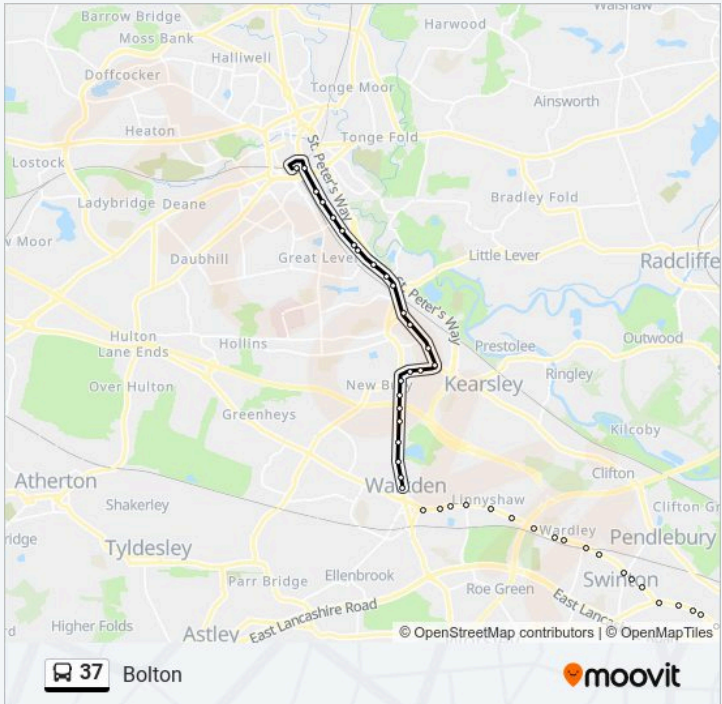 Barrow Bridge
Harwood
Walshaw
Moss Bank
Halliwell
Doffcocker
Tonge Moor
Ainsworth
Heaton
Tonge Fold
Lostock
St. Peter's Way
Ladybridge
Deane
Bradley Fold
w Moor
Daubhill
Great Leve
Little Lever
Radcliffe
St. Peter's Way
Hulton
Lane Ends
Hollins
Prestolee
Outwood
Over Hulton
New Bury
Kearsley
Ringley
Greenheys
Kilcoby
Atherton
Clifton
Shakerley
Walkden
Linnyshaw
Clifton Gr
ridge
Wardley
Pendlebury
Tyldesley
Ellenbrook
Parr Bridge
Roe Green
Swinton
East Lancashire Road
East Lanca
Higher Folds
Astley
© OpenStreetMap contributors | © OpenMapTiles
37 Bolton
moovit